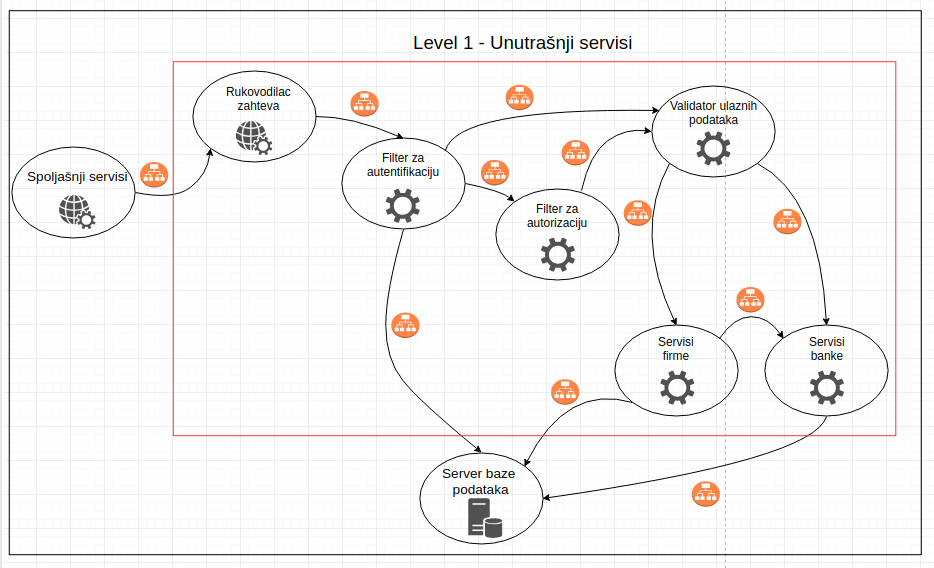 Level 1 - Unutrašnji servisi
Rukovodilac
zahteva
Validator ulaznih
podataka
Filter za
autentifikaciju
Spoljašnji servisi
Filter za
autorizaciju
Servisi
firme
Servisi
banke
Server baze
podataka